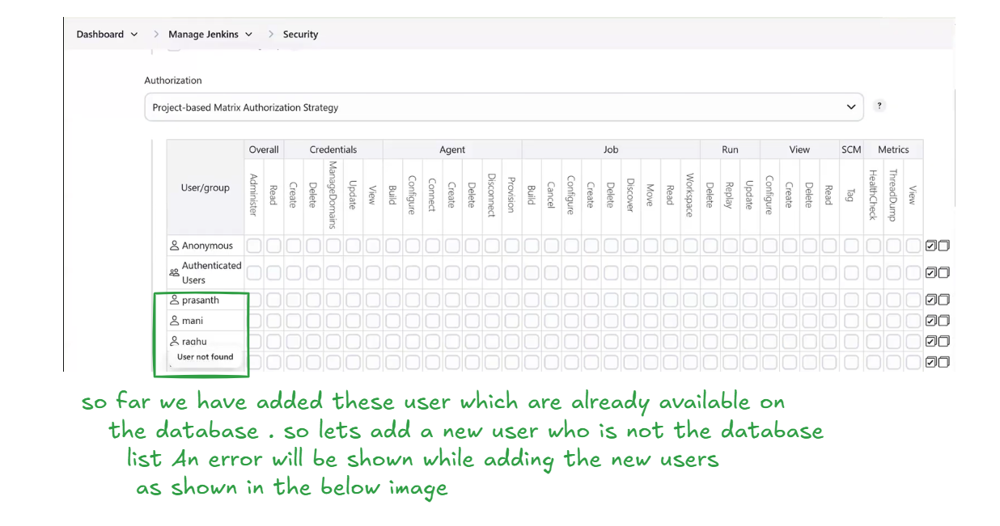 Dashboard > Manage Jenkins > Security
Authorization
Project-based Matrix Authorization Strategy
?
User/group
Overall
Credentials
Agent
Job
Run
View
SCM
Metrics
Administer
Read
Create
Delete
ManageDomains
Update
View
Build
Configure
Connect
Create
Delete
Disconnect
Provision
Build
Cancel
Configure
Create
Delete
Discover
Move
Read
Workspace
Delete
Replay
Update
Configure
Create
Delete
Read
Tag
HealthCheck
ThreadDump
View
Anonymous
Authenticated
Users
prasanth
mani
raghu
User not found
so far we have added these user which are already available on
the database . so lets add a new user who is not the database
list An error will be shown while adding the new users
as shown in the below image